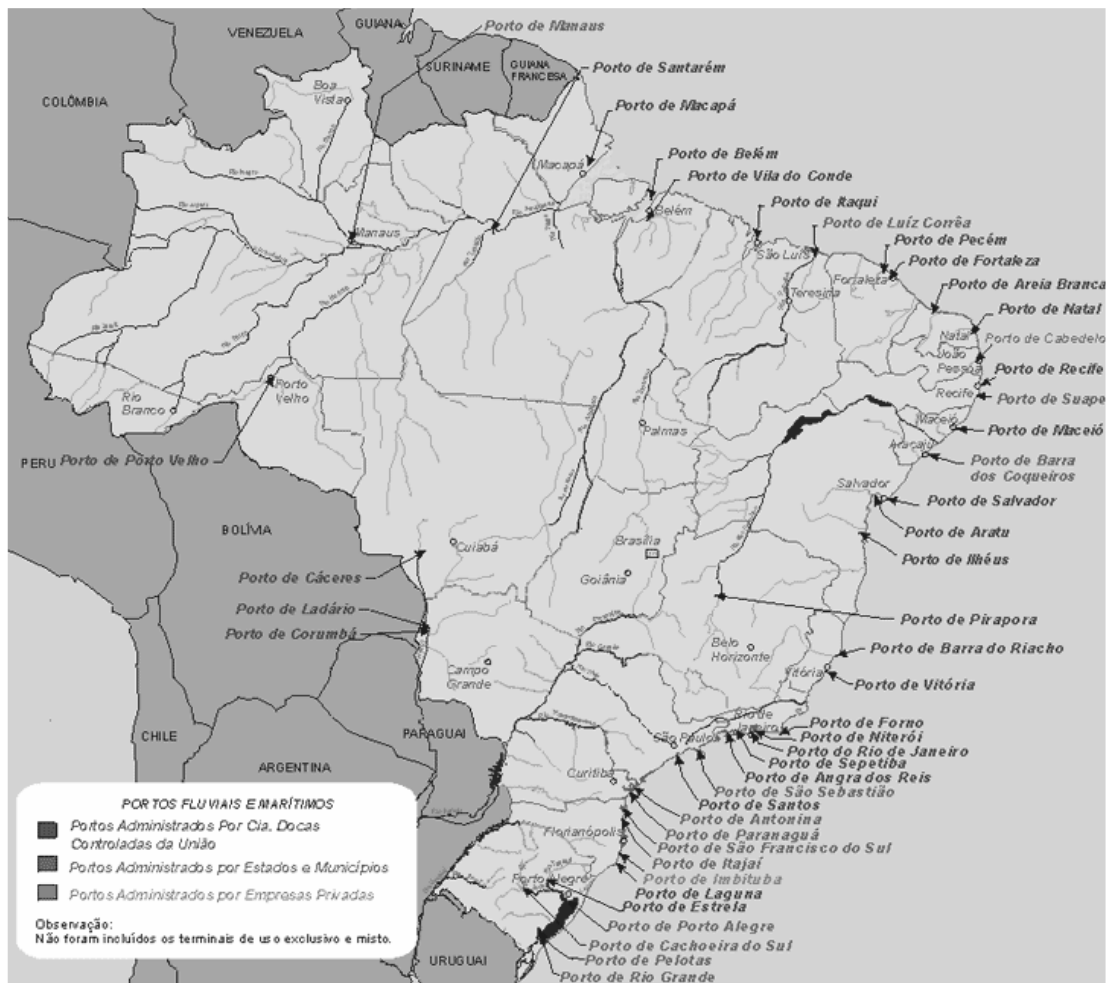 VENEZUELA
GUIANA
Porto de Manaus
SURINAME
GUIANA
FRANCESA
Porto de Santarém
COLÔMBIA
Boa
Vista
Porto de Macapá
Macapá
Porto de Belém
Porto de Vila do Conde
Belém
Porto de Itaqui
Porto de Luíz Corrêa
Manaus
São Luís
Porto de Pecém
Porto de Fortaleza
Fortaleza
Teresina
Porto de Areia Branca
Porto de Natal
Natal
Porto de Cabedelo
João
Pessoa
Porto de Recife
Porto
Velho
Rio
Branco
Recife
Porto de Suape
Palmas
Maceió
Porto de Maceió
Aracaju
PERU
Porto de Pôrto Velho
Porto de Barra
dos Coqueiros
Salvador
Porto de Salvador
BOLÍVIA
Porto de Aratu
Cuiabá
Brasília
Porto de Ilhéus
Goiânia
Porto de Cáceres
Porto de Ladário
Porto de Corumbá
Porto de Pirapora
Belo
Horizonte
Porto de Barra do Riacho
Campo
Grande
Vitória
Porto de Vitória
CHILE
PARAGUAI
Rio de
Janeiro
Porto de Forno
São Paulo
Porto de Niterói
Porto do Rio de Janeiro
Porto de Sepetiba
ARGENTINA
Curitiba
Porto de Angra dos Reis
Porto de São Sebastião
Porto de Santos
Porto de Antonina
Florianópolis
Porto de Paranaguá
Porto de São Francisco do Sul
Porto de Itajaí
Porto Alegre
Porto de Imbituba
Porto de Laguna
Porto de Estrela
Porto de Porto Alegre
Porto de Cachoeira do Sul
Porto de Pelotas
URUGUAI
Porto de Rio Grande
PORTOS FLUVIAIS E MARÍTIMOS
Portos Administrados Por Cia. Docas
Controladas da União
Portos Administrados por Estados e Municípios
Portos Administrados por Empresas Privadas
Observação:
Não foram incluídos os terminais de uso exclusivo e misto.